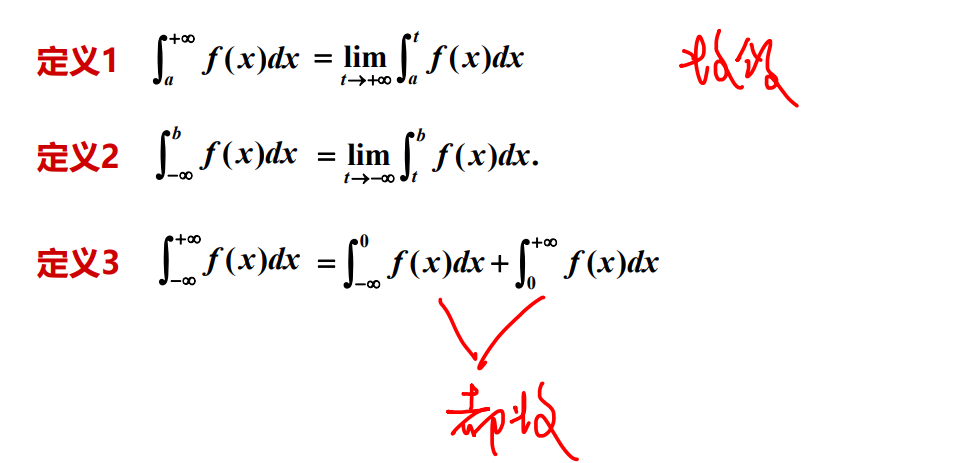 定义1 ∫_a^{+∞} f(x)dx = lim_{t→+∞} ∫_a^t f(x)dx 收敛
定义2 ∫_{-∞}^b f(x)dx = lim_{t→-∞} ∫_t^b f(x)dx.
定义3 ∫_{-∞}^{+∞} f(x)dx = ∫_{-∞}^0 f(x)dx + ∫_0^{+∞} f(x)dx
都收